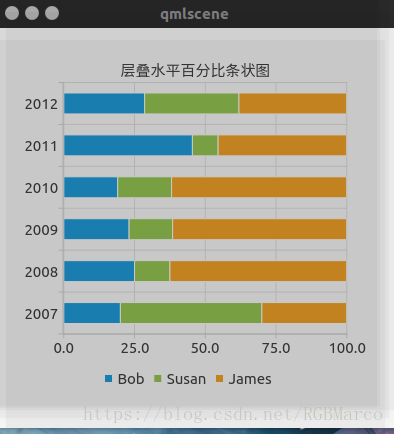 qmlscene
层叠水平百分比条状图
2012
2011
2010
2009
2008
2007
0.0 25.0 50.0 75.0 100.0
Bob Susan James
https://blog.csdn.net/RGBMarco